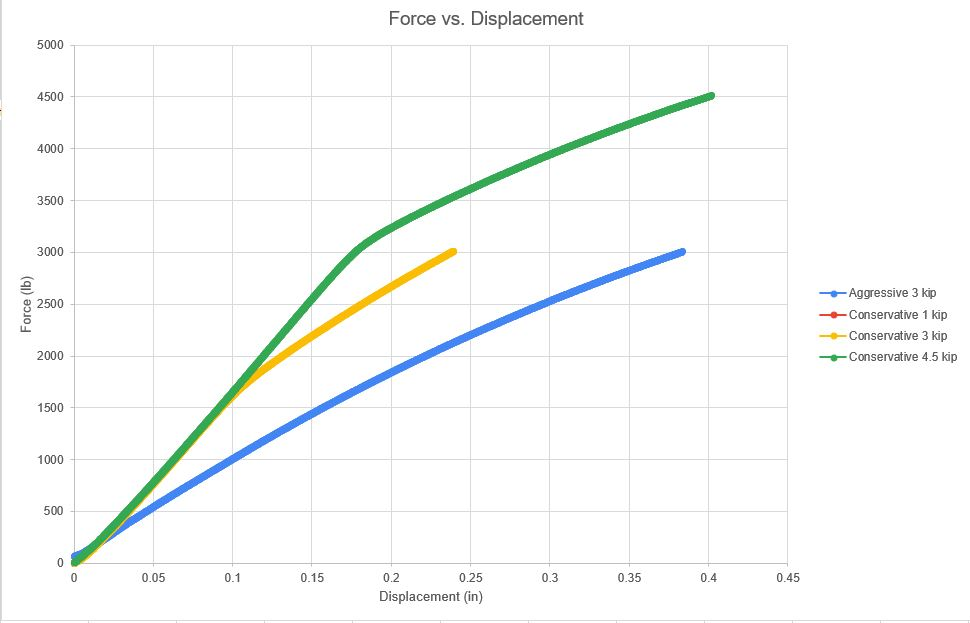 Force vs. Displacement
5000
4500
4000
3500
3000
2500
2000
1500
1000
500
0
Force (lb)
0 0.05 0.1 0.15 0.2 0.25 0.3 0.35 0.4 0.45
Displacement (in)
Aggressive 3 kip
Conservative 1 kip
Conservative 3 kip
Conservative 4.5 kip